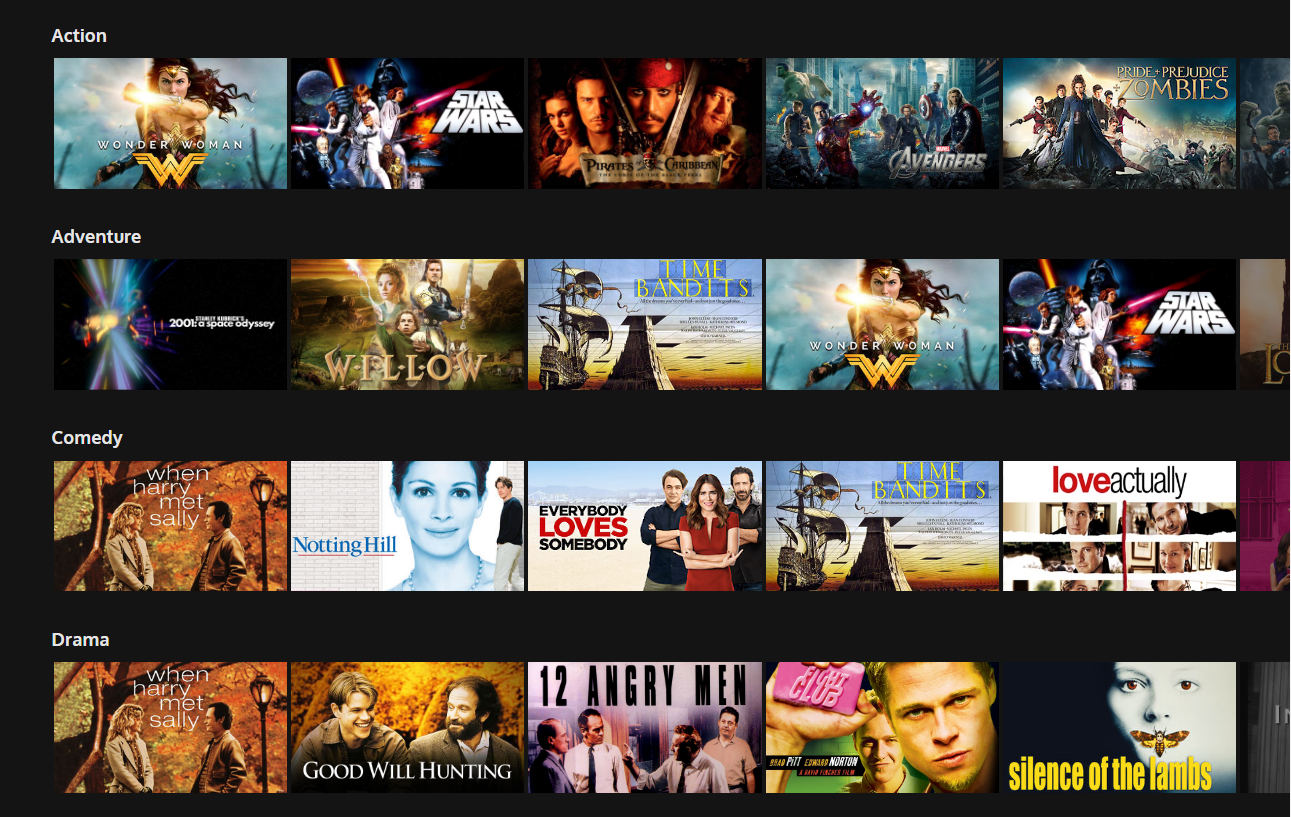 Action
WONDER WOMAN
STAR
WARS
PIRATES OF THE CARIBBEAN
THE CURSE OF THE BLACK PEARL
MARVEL
AVENGERS
PRIDE + PREJUDICE
+ ZOMBIES
Adventure
STANLEY KUBRICK'S
2001: a space odyssey
WILLOW
TIME
BANDITS
WONDER WOMAN
STAR
WARS
Comedy
when
harry
met
sally
Notting Hill
EVERYBODY
LOVES
SOMEBODY
TIME
BANDITS
love actually
Drama
when
harry
met
sally
GOOD WILL HUNTING
12 ANGRY MEN
FIGHT
CLUB
BRAD PITT EDWARD NORTON
A DAVID FINCHER FILM
silence of the lambs